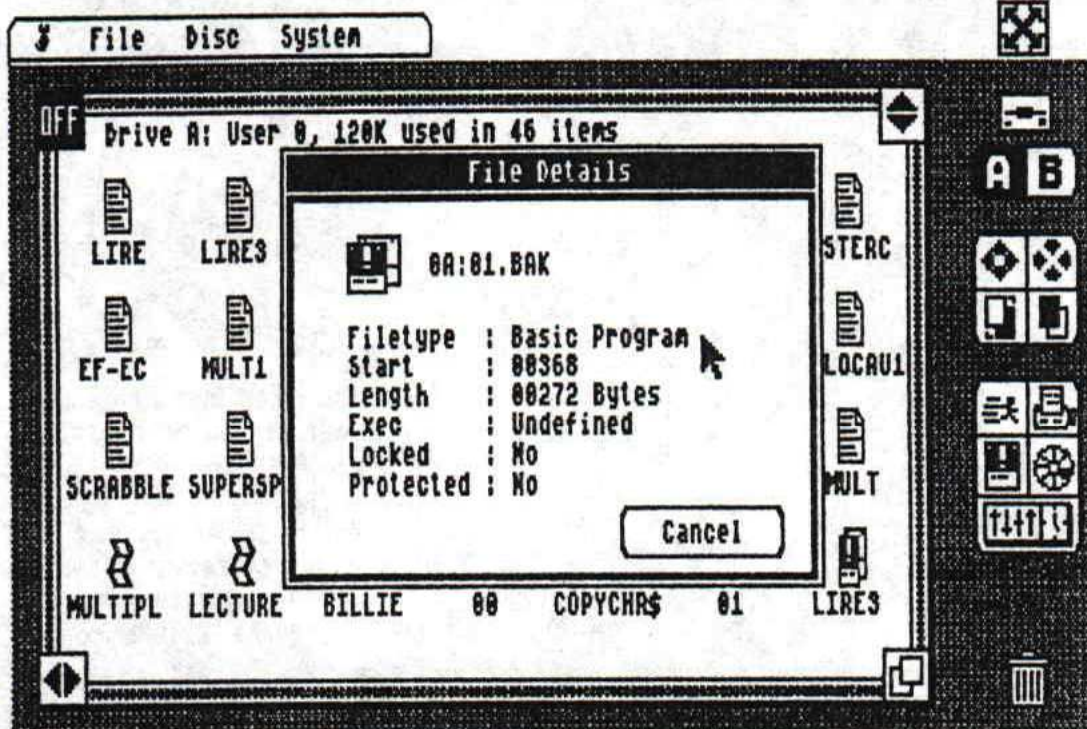 File Disc System
OFF
Drive A: User 0, 120K used in 46 items
File Details
A B
LIRE LIRE3 STERC
0A:01.BAK
Filetype : Basic Program
Start : 00368
EF-EC MULT1 LOCAV1
Length : 00272 Bytes
Exec : Undefined
Locked : No
SCRABBLE SUPERSP MULT
Protected : No
Cancel
MULTIPL LECTURE BILLIE 00 COPYCHR$ 01 LIRE3